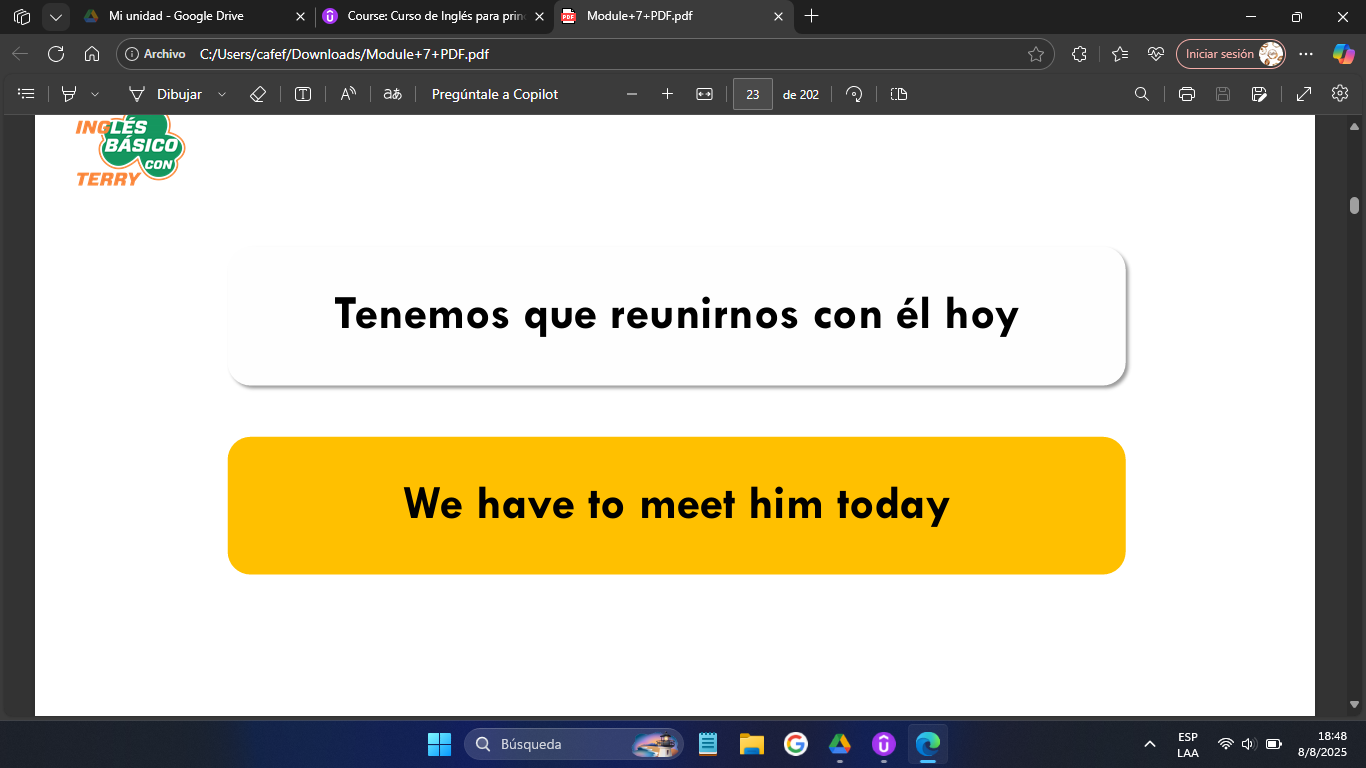 Mi unidad - Google Drive
Course: Curso de Inglés para prin
Module+7+PDF.pdf
Archivo
C:/Users/cafef/Downloads/Module+7+PDF.pdf
Iniciar sesión
Dibujar
Pregúntale a Copilot
23
de 202
INGLÉS
BÁSICO
CON
TERRY
Tenemos que reunirnos con él hoy
We have to meet him today
Búsqueda
ESP
LAA
18:48
8/8/2025